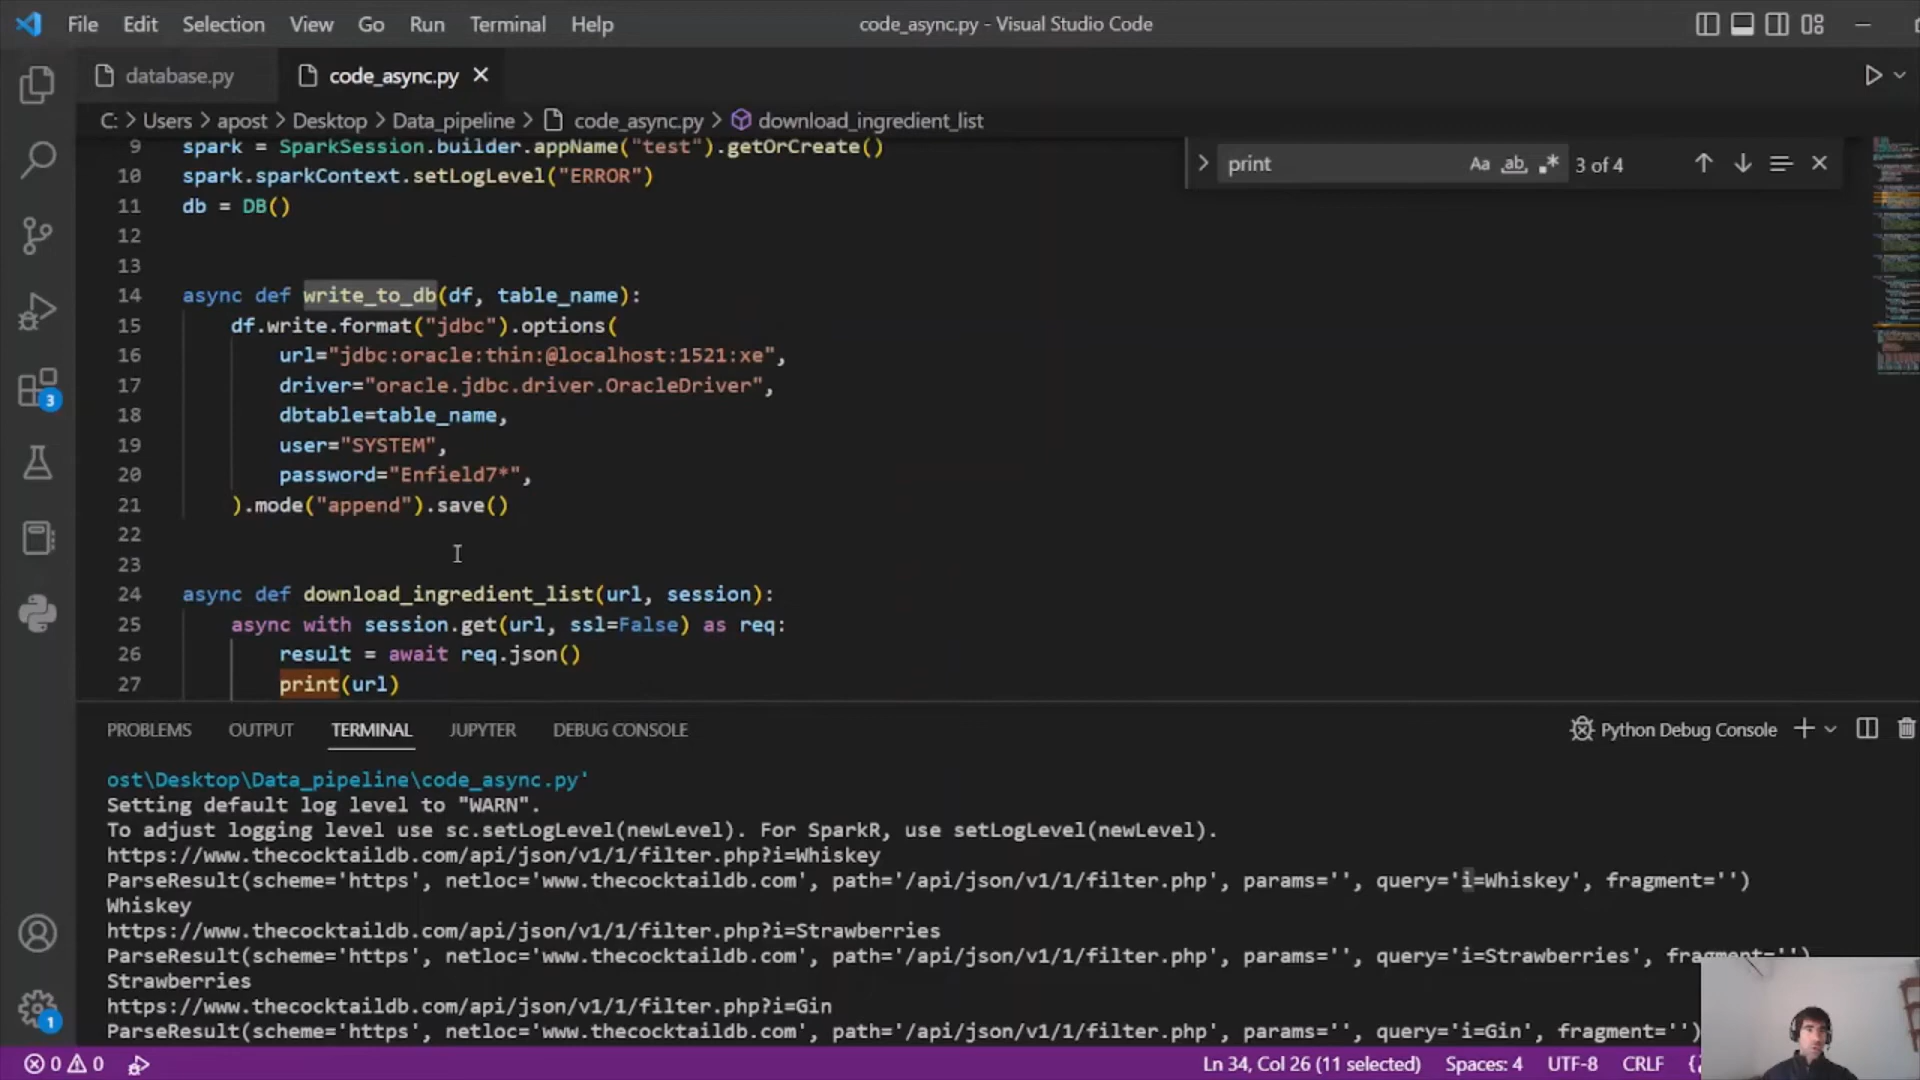 File Edit Selection View Go Run Terminal Help code_async.py - Visual Studio Code
database.py code_async.py
C: > Users > apost > Desktop > Data_pipeline > code_async.py > download_ingredient_list
9 spark = SparkSession.builder.appName("test").getOrCreate()
print Aa ab 3 of 4
10 spark.sparkContext.setLogLevel("ERROR")
11 db = DB()
12
13
14 async def write_to_db(df, table_name):
15 df.write.format("jdbc").options(
16 url="jdbc:oracle:thin:@localhost:1521:xe",
17 driver="oracle.jdbc.driver.OracleDriver",
18 dbtable=table_name,
19 user="SYSTEM",
20 password="Enfield7*",
21 ).mode("append").save()
22
23
24 async def download_ingredient_list(url, session):
25 async with session.get(url, ssl=False) as req:
26 result = await req.json()
27 print(url)
3
PROBLEMS OUTPUT TERMINAL JUPYTER DEBUG CONSOLE Python Debug Console
ost\Desktop\Data_pipeline\code_async.py'
Setting default log level to "WARN".
To adjust logging level use sc.setLogLevel(newLevel). For SparkR, use setLogLevel(newLevel).
https://www.thecocktaildb.com/api/json/v1/1/filter.php?i=Whiskey
ParseResult(scheme='https', netloc='www.thecocktaildb.com', path='/api/json/v1/1/filter.php', params='', query='i=Whiskey', fragment='')
Whiskey
https://www.thecocktaildb.com/api/json/v1/1/filter.php?i=Strawberries
ParseResult(scheme='https', netloc='www.thecocktaildb.com', path='/api/json/v1/1/filter.php', params='', query='i=Strawberries', fragment='')
Strawberries
https://www.thecocktaildb.com/api/json/v1/1/filter.php?i=Gin
ParseResult(scheme='https', netloc='www.thecocktaildb.com', path='/api/json/v1/1/filter.php', params='', query='i=Gin', fragment='')
1
0 0 Ln 34, Col 26 (11 selected) Spaces: 4 UTF-8 CRLF {